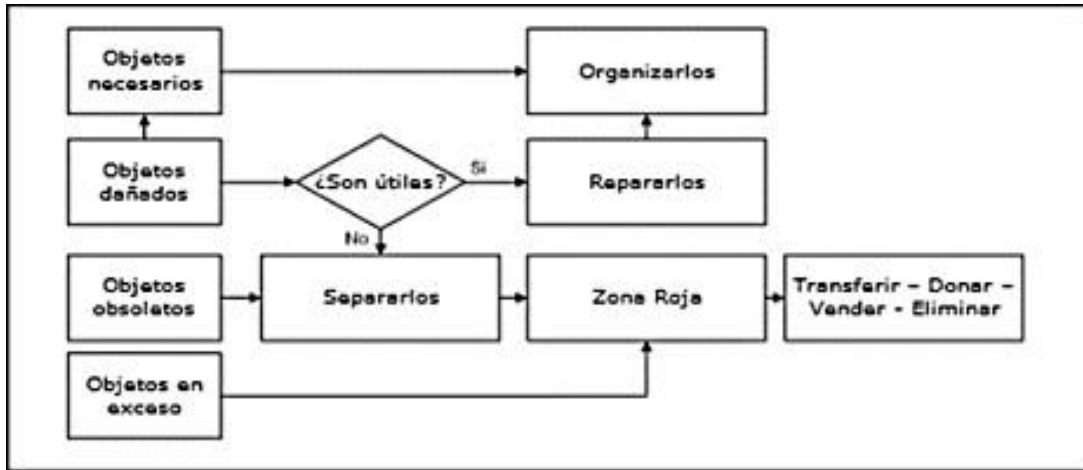 Objetos
necesarios
Organizarlos
Objetos
dañados
¿Son útiles?
Si
Repararlos
No
Objetos
obsoletos
Separarlos
Zona Roja
Transferir – Donar –
Vender - Eliminar
Objetos en
exceso